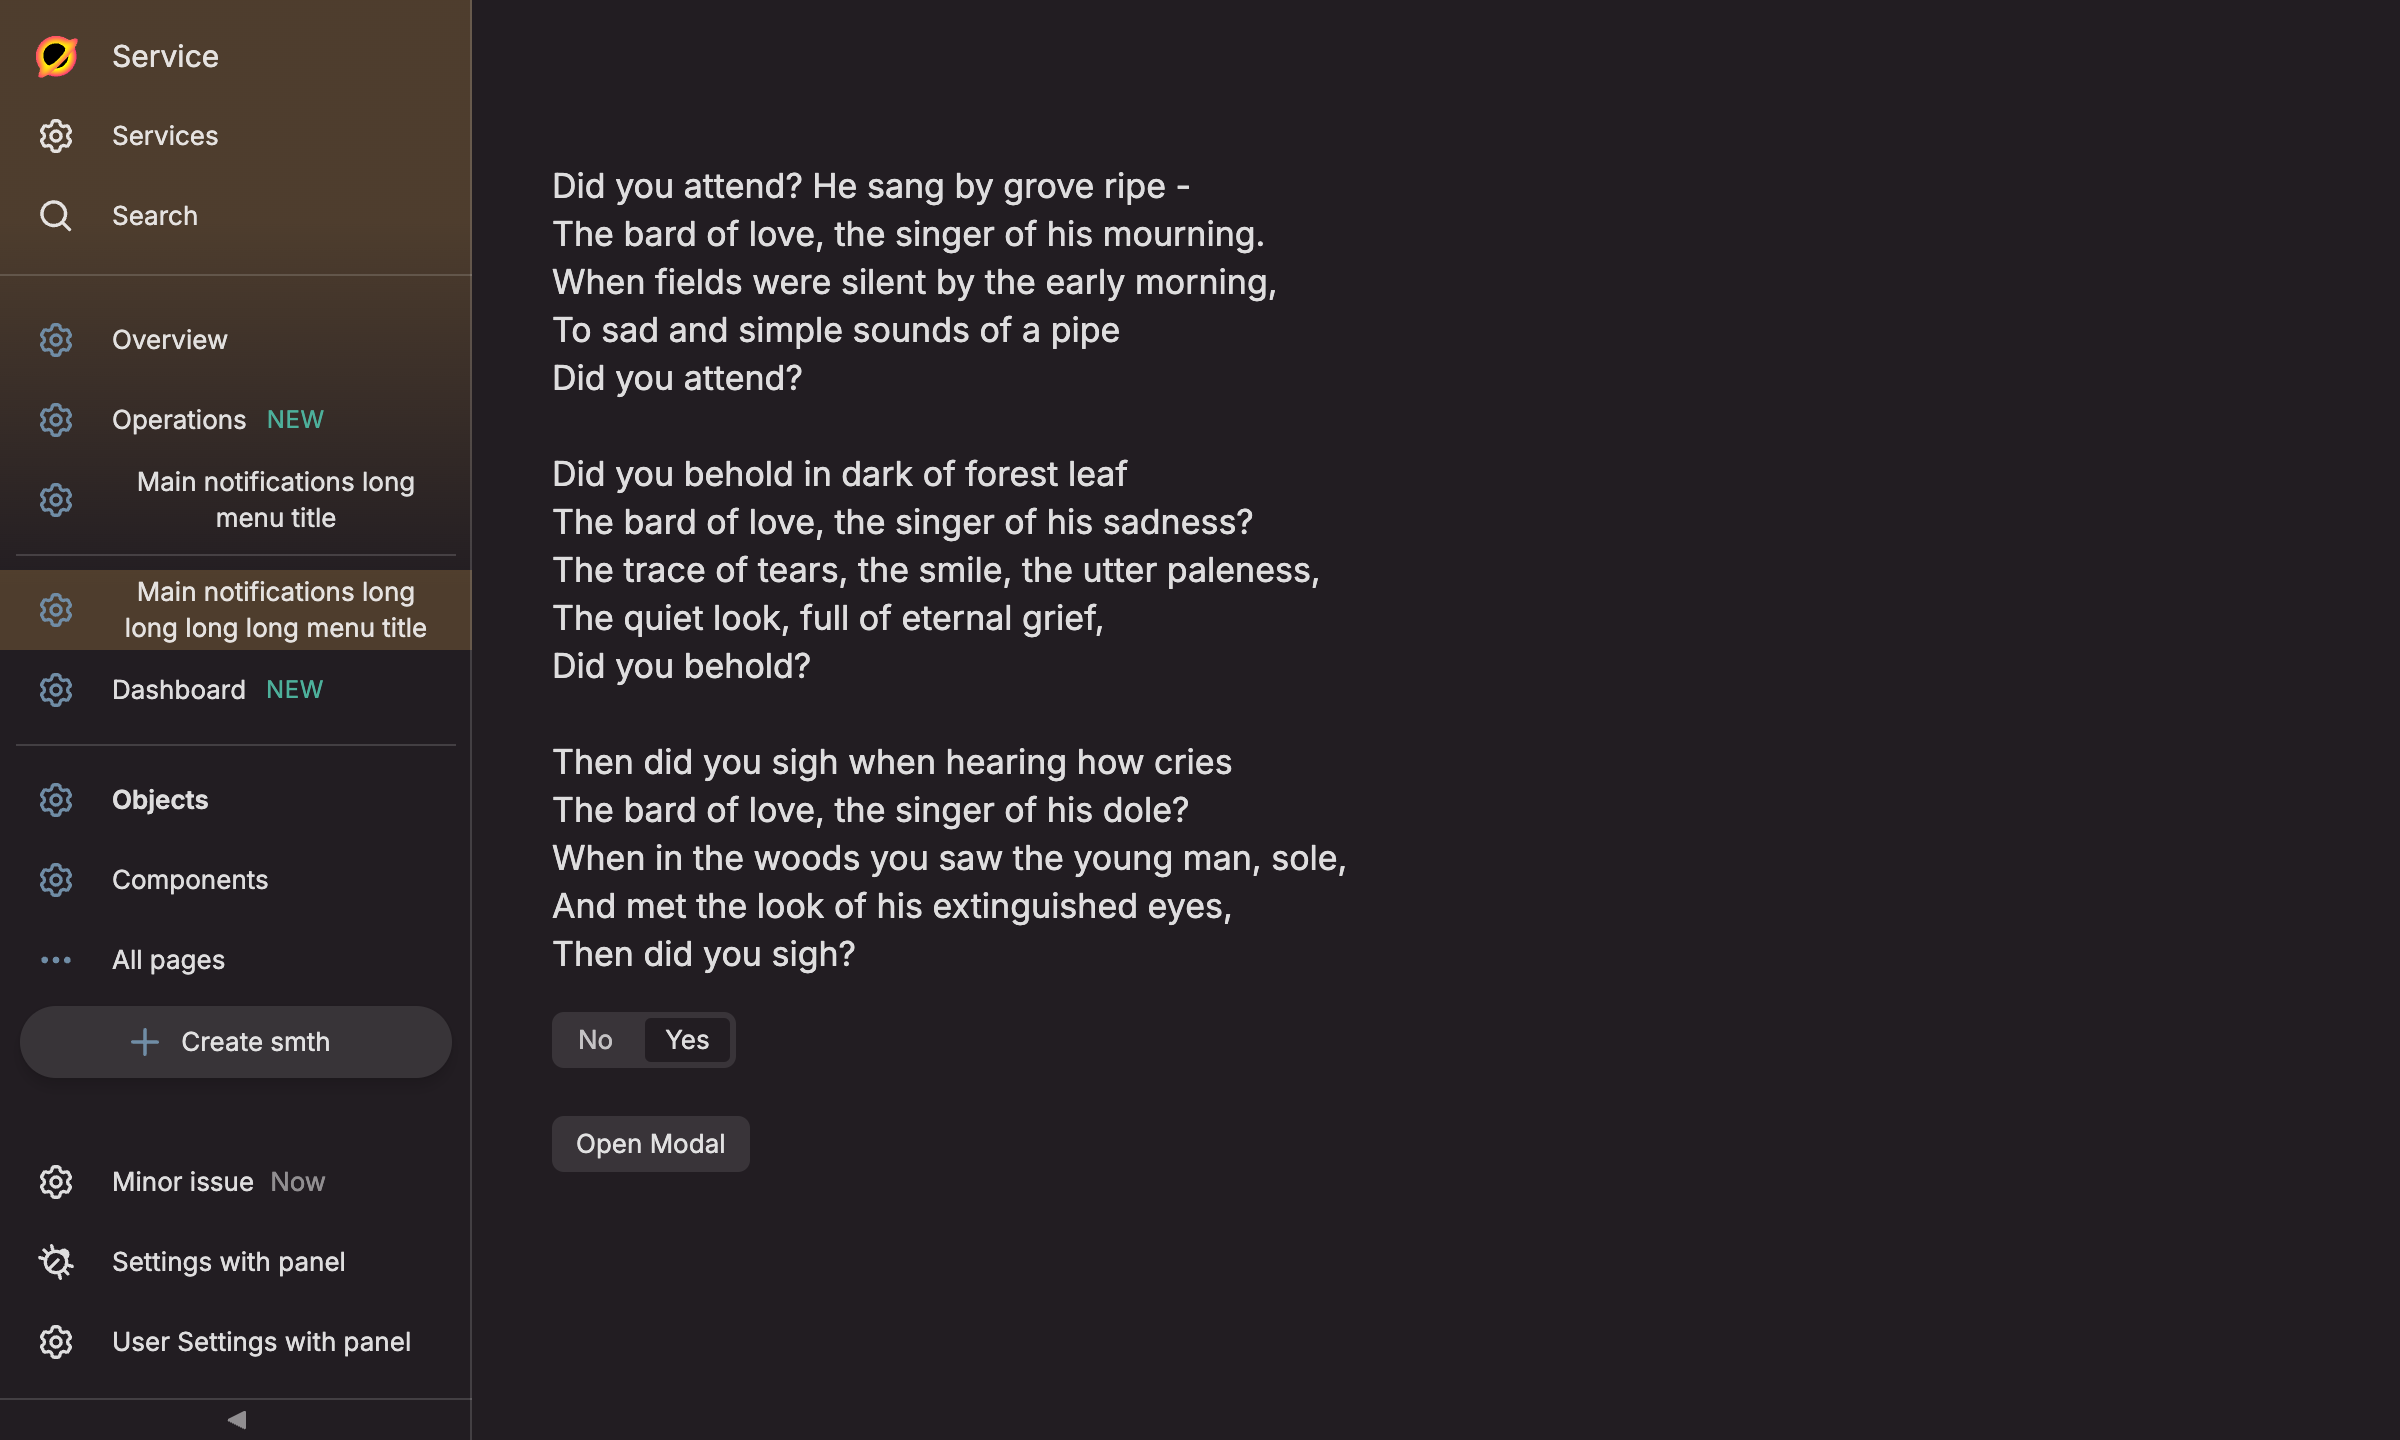 Service
Services
Search
Overview
Operations NEW
Main notifications long
menu title
Main notifications long
long long long menu title
Dashboard NEW
Objects
Components
All pages
Create smth
Minor issue Now
Settings with panel
User Settings with panel
Did you attend? He sang by grove ripe -
The bard of love, the singer of his mourning.
When fields were silent by the early morning,
To sad and simple sounds of a pipe
Did you attend?
Did you behold in dark of forest leaf
The bard of love, the singer of his sadness?
The trace of tears, the smile, the utter paleness,
The quiet look, full of eternal grief,
Did you behold?
Then did you sigh when hearing how cries
The bard of love, the singer of his dole?
When in the woods you saw the young man, sole,
And met the look of his extinguished eyes,
Then did you sigh?
No Yes
Open Modal